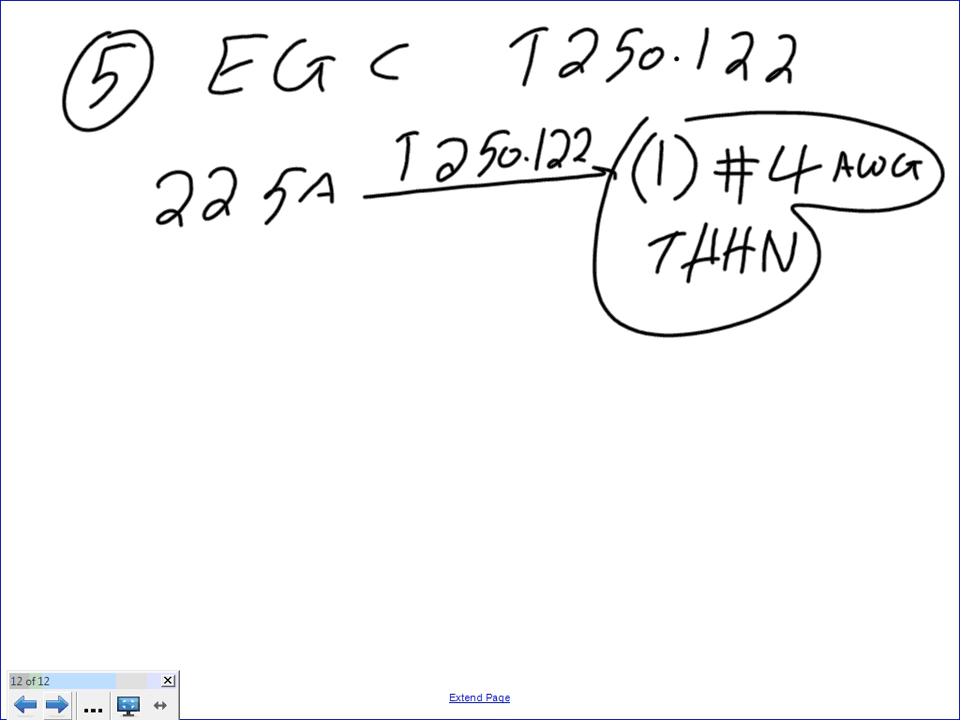 5 EGC T250.122
225A T250.122 (1) #4 AWG
THHN
12 of 12
...
Extend Page